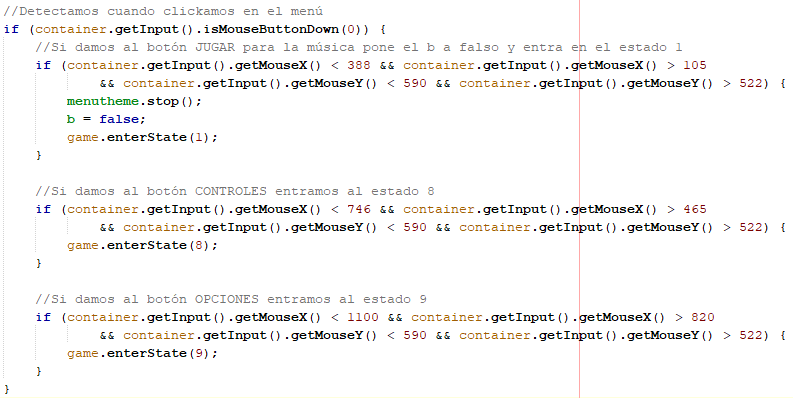 //Detectamos cuando clickamos en el menú
if (container.getInput().isMouseButtonDown(0)) {
//Si damos al botón JUGAR para la música pone el b a falso y entra en el estado 1
if (container.getInput().getMouseX() < 388 && container.getInput().getMouseX() > 105
&& container.getInput().getMouseY() < 590 && container.getInput().getMouseY() > 522) {
menutheme.stop();
b = false;
game.enterState(1);
}
//Si damos al botón CONTROLES entramos al estado 8
if (container.getInput().getMouseX() < 746 && container.getInput().getMouseX() > 465
&& container.getInput().getMouseY() < 590 && container.getInput().getMouseY() > 522) {
game.enterState(8);
}
//Si damos al botón OPCIONES entramos al estado 9
if (container.getInput().getMouseX() < 1100 && container.getInput().getMouseX() > 820
&& container.getInput().getMouseY() < 590 && container.getInput().getMouseY() > 522) {
game.enterState(9);
}
}